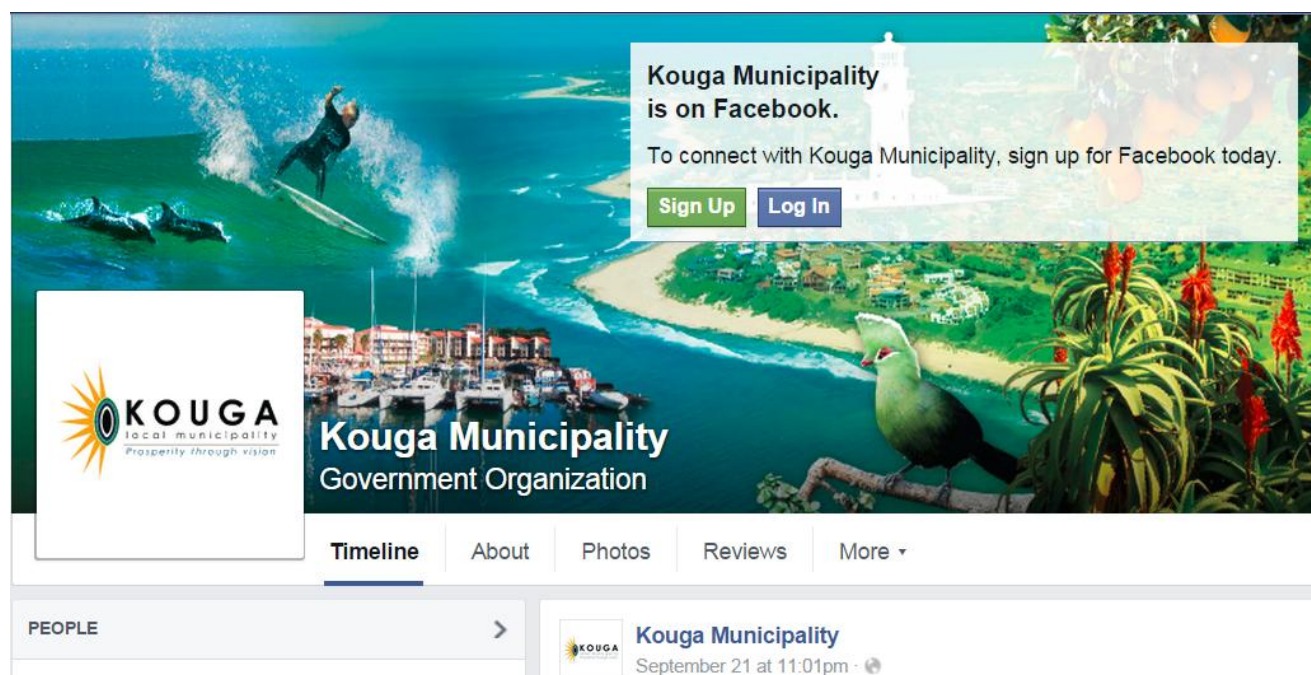 Kouga Municipality
is on Facebook.
To connect with Kouga Municipality, sign up for Facebook today.
Sign Up Log In
KOUGA
local municipality
Prosperity through vision
Kouga Municipality
Government Organization
Timeline About Photos Reviews More
PEOPLE
KOUGA
Kouga Municipality
September 21 at 11:01pm ·